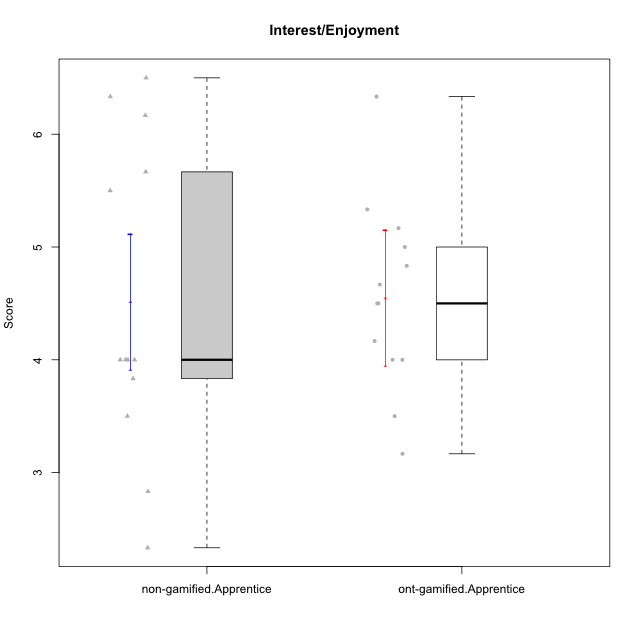 Interest/Enjoyment
Score
6
5
4
3
non-gamified.Apprentice
ont-gamified.Apprentice